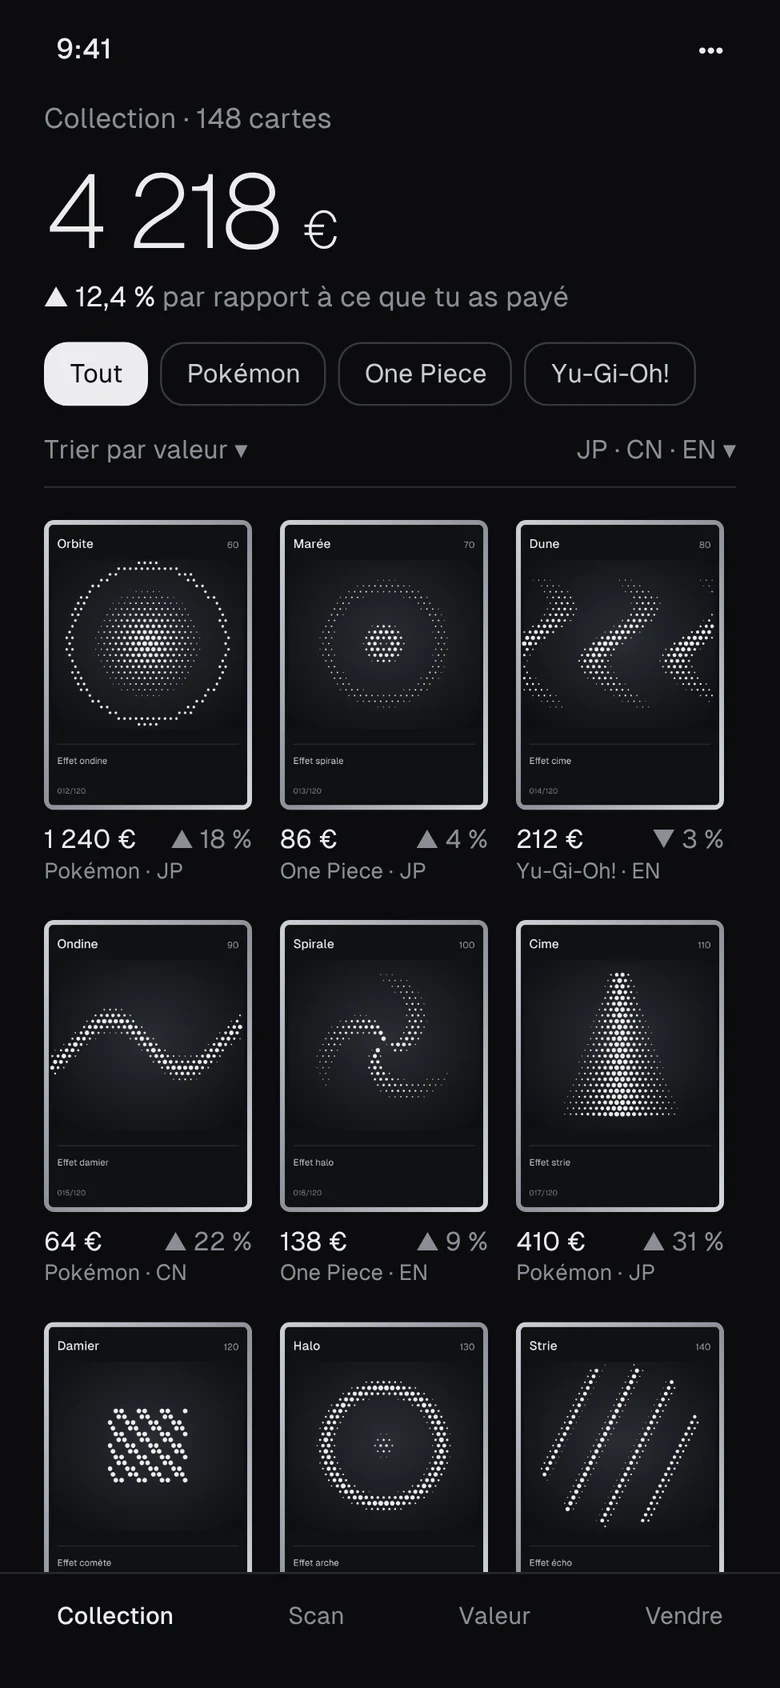 9:41
Collection · 148 cartes
4 218 €
▲ 12,4 % par rapport à ce que tu as payé
Tout Pokémon One Piece Yu-Gi-Oh!
Trier par valeur ▾ JP · CN · EN ▾
Orbite 60 Marée 70 Dune 80
Effet ondine Effet spirale Effet cime
012/120 013/120 014/120
1 240 € ▲ 18 % 86 € ▲ 4 % 212 € ▼ 3 %
Pokémon · JP One Piece · JP Yu-Gi-Oh! · EN
Ondine 90 Spirale 100 Cime 110
Effet damier Effet halo Effet strie
015/120 016/120 017/120
64 € ▲ 22 % 138 € ▲ 9 % 410 € ▲ 31 %
Pokémon · CN One Piece · EN Pokémon · JP
Damier 120 Halo 130 Strie 140
Effet comète Effet arche Effet écho
Collection Scan Valeur Vendre